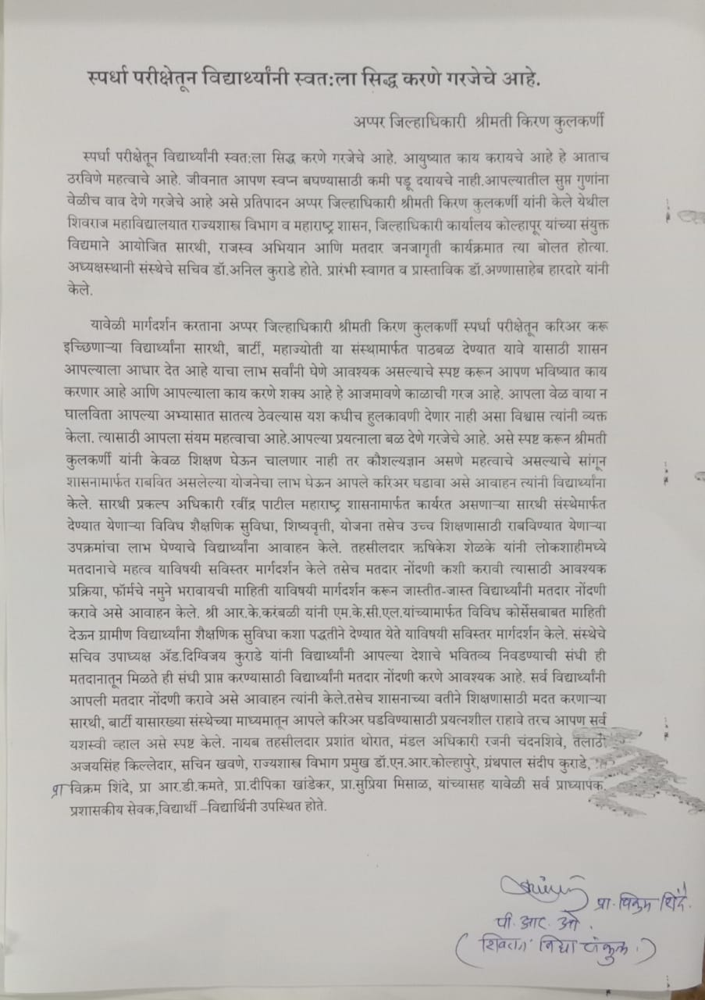 स्पर्धा परीक्षेतून विद्यार्थ्यांनी स्वत:ला सिद्ध करणे गरजेचे आहे.
अप्पर जिल्हाधिकारी श्रीमती किरण कुलकर्णी
स्पर्धा परीक्षेतून विद्यार्थ्यांनी स्वत:ला सिद्ध करणे गरजेचे आहे. आयुष्यात काय करायचे आहे हे आताच
ठरविणे महत्वाचे आहे. जीवनात आपण स्वप्न बघण्यासाठी कमी पडू दयायचे नाही.आपल्यातील सुप्त गुणांना
वेळीच वाव देणे गरजेचे आहे असे प्रतिपादन अप्पर जिल्हाधिकारी श्रीमती किरण कुलकर्णी यांनी केले येथील
शिवराज महाविद्यालयात राज्यशास्त्र विभाग व महाराष्ट्र शासन, जिल्हाधिकारी कार्यालय कोल्हापूर यांच्या संयुक्त
विद्यमाने आयोजित सारथी, राजस्व अभियान आणि मतदार जनजागृती कार्यक्रमात त्या बोलत होत्या.
अध्यक्षस्थानी संस्थेचे सचिव डॉ.अनिल कुराडे होते. प्रारंभी स्वागत व प्रास्ताविक डॉ.अण्णासाहेब हारदारे यांनी
केले.
यावेळी मार्गदर्शन करताना अप्पर जिल्हाधिकारी श्रीमती किरण कुलकर्णी स्पर्धा परीक्षेतून करिअर करू
इच्छिणाऱ्या विद्यार्थ्यांना सारथी, बार्टी, महाज्योती या संस्थामार्फत पाठबळ देण्यात यावे यासाठी शासन
आपल्याला आधार देत आहे याचा लाभ सर्वांनी घेणे आवश्यक असल्याचे स्पष्ट करून आपण भविष्यात काय
करणार आहे आणि आपल्याला काय करणे शक्य आहे हे आजमावणे काळाची गरज आहे. आपला वेळ वाया न
घालविता आपल्या अभ्यासात सातत्य ठेवल्यास यश कधीच हुलकावणी देणार नाही असा विश्वास त्यांनी व्यक्त
केला. त्यासाठी आपला संयम महत्वाचा आहे.आपल्या प्रयत्नाला बळ देणे गरजेचे आहे. असे स्पष्ट करून श्रीमती
कुलकर्णी यांनी केवळ शिक्षण घेऊन चालणार नाही तर कौशल्यज्ञान असणे महत्वाचे असल्याचे सांगून
शासनामार्फत राबवित असलेल्या योजनेचा लाभ घेऊन आपले करिअर घडावा असे आवाहन त्यांनी विद्यार्थ्यांना
केले. सारथी प्रकल्प अधिकारी रवींद्र पाटील महाराष्ट्र शासनामार्फत कार्यरत असणाऱ्या सारथी संस्थेमार्फत
देण्यात येणाऱ्या विविध शैक्षणिक सुविधा, शिष्यवृत्ती, योजना तसेच उच्च शिक्षणासाठी राबविण्यात येणाऱ्या
उपक्रमांचा लाभ घेण्याचे विद्यार्थ्यांना आवाहन केले. तहसीलदार ऋषिकेश शेळके यांनी लोकशाहीमध्ये
मतदानाचे महत्व याविषयी सविस्तर मार्गदर्शन केले तसेच मतदार नोंदणी कशी करावी त्यासाठी आवश्यक
प्रक्रिया, फॉर्मचे नमुने भरावायची माहिती याविषयी मार्गदर्शन करून जास्तीत-जास्त विद्यार्थ्यांनी मतदार नोंदणी
करावे असे आवाहन केले. श्री आर.के.करंबळी यांनी एम.के.सी.एल.यांच्यामार्फत विविध कोर्सेसबाबत माहिती
देऊन ग्रामीण विद्यार्थ्यांना शैक्षणिक सुविधा कशा पद्धतीने देण्यात येते याविषयी सविस्तर मार्गदर्शन केले. संस्थेचे
सचिव उपाध्यक्ष अॅड.दिग्विजय कुराडे यांनी विद्यार्थ्यांनी आपल्या देशाचे भवितव्य निवडण्याची संधी ही
मतदानातून मिळते ही संधी प्राप्त करण्यासाठी विद्यार्थ्यांनी मतदार नोंदणी करणे आवश्यक आहे. सर्व विद्यार्थ्यांनी
आपली मतदार नोंदणी करावे असे आवाहन त्यांनी केले.तसेच शासनाच्या वतीने शिक्षणासाठी मदत करणाऱ्या
सारथी, बार्टी यासारख्या संस्थेच्या माध्यमातून आपले करिअर घडविण्यासाठी प्रयत्नशील राहावे तरच आपण सर्व
यशस्वी व्हाल असे स्पष्ट केले. नायब तहसीलदार प्रशांत थोरात, मंडल अधिकारी रजनी चंदनशिवे, तलाठी
अजयसिंह किल्लेदार, सचिन खवणे, राज्यशास्त्र विभाग प्रमुख डॉ.एन.आर.कोल्हापुरे, ग्रंथपाल संदीप कुराडे,
प्रा विक्रम शिंदे, प्रा आर.डी.कमते, प्रा.दीपिका खांडेकर, प्रा.सुप्रिया मिसाळ, यांच्यासह यावेळी सर्व प्राध्यापक,
प्रशासकीय सेवक,विद्यार्थी –विद्यार्थिनी उपस्थित होते.
प्रा. विक्रम शिंदे.
पी. आर. ओ.
(शिवराज विद्या संकुल.)